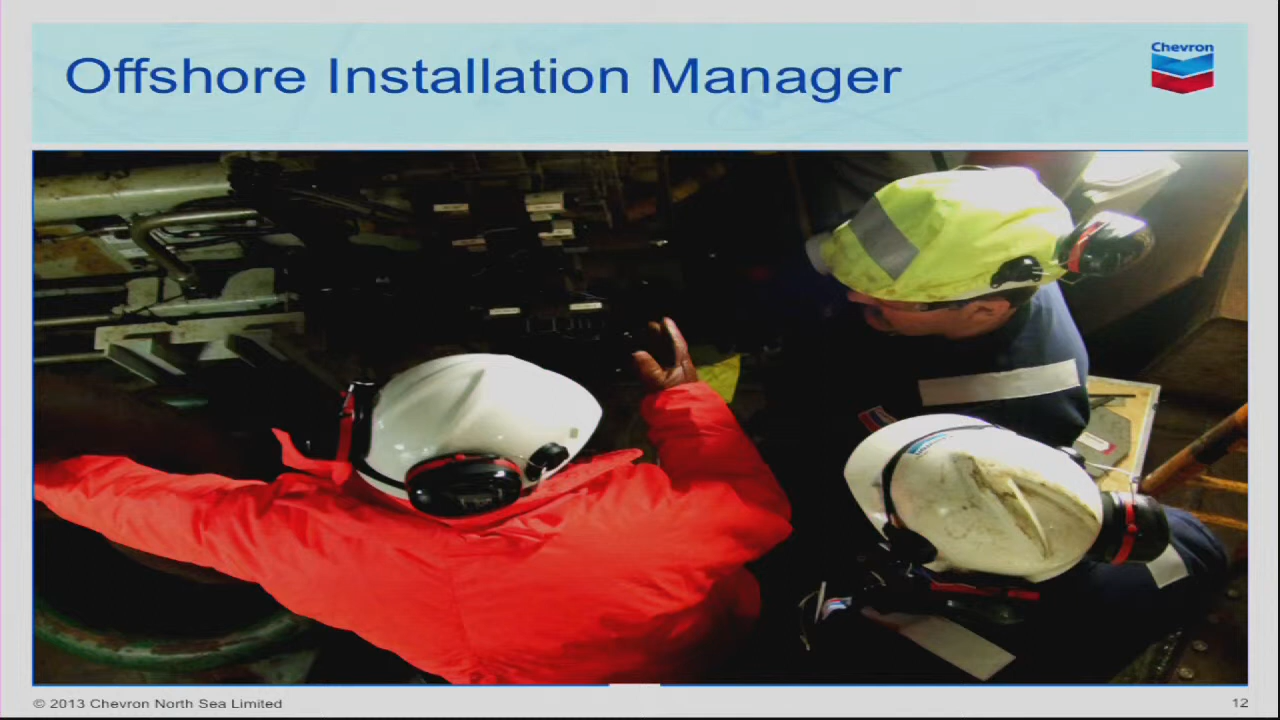 Offshore Installation Manager
Chevron
© 2013 Chevron North Sea Limited
12